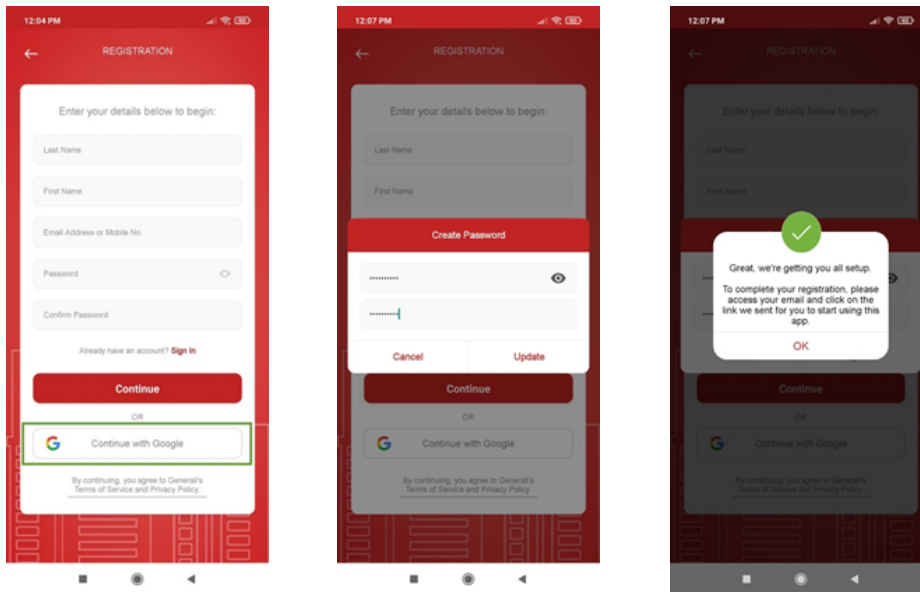 12:04 PM
REGISTRATION
Enter your details below to begin:
Last Name
First Name
Email Address or Mobile No.
Password
Confirm Password
Already have an account? Sign In
Continue
OR
Continue with Google
By continuing, you agree to Generali's
Terms of Service and Privacy Policy.
12:07 PM
REGISTRATION
Enter your details below to begin:
Last Name
First Name
Create Password
Cancel
Update
Continue
OR
Continue with Google
By continuing, you agree to Generali's
Terms of Service and Privacy Policy.
12:07 PM
REGISTRATION
Enter your details below to begin:
Last Name
First Name
Great, we're getting you all setup.
To complete your registration, please
access your email and click on the
link we sent for you to start using this
app.
OK
Continue
OR
Continue with Google
By continuing, you agree to Generali's
Terms of Service and Privacy Policy.